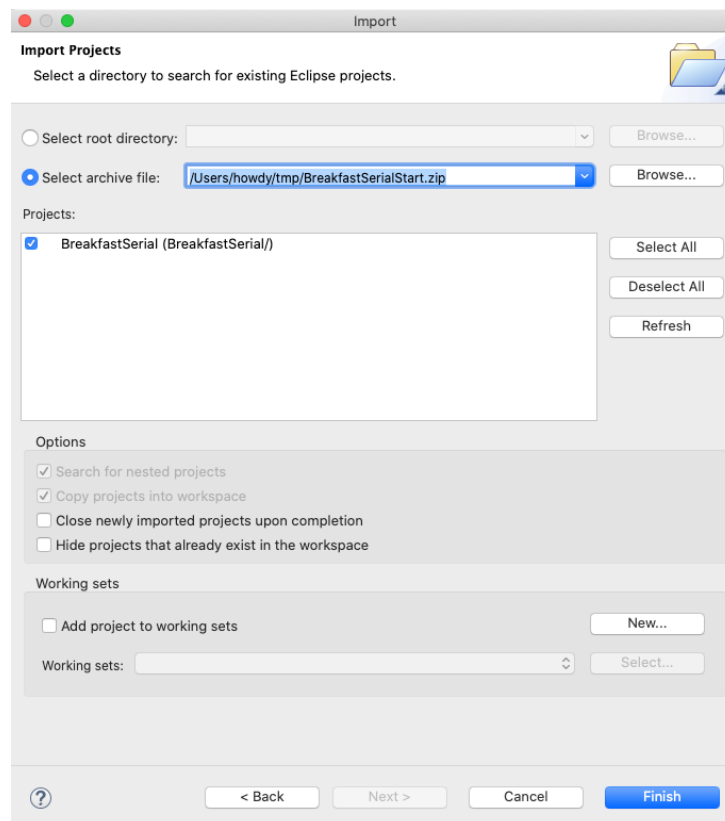 Import
Import Projects
Select a directory to search for existing Eclipse projects.
Select root directory:
Browse...
Select archive file:
/Users/howdy/tmp/BreakfastSerialStart.zip
Browse...
Projects:
BreakfastSerial (BreakfastSerial/)
Select All
Deselect All
Refresh
Options
Search for nested projects
Copy projects into workspace
Close newly imported projects upon completion
Hide projects that already exist in the workspace
Working sets
Add project to working sets
New...
Working sets:
Select...
?
< Back
Next >
Cancel
Finish